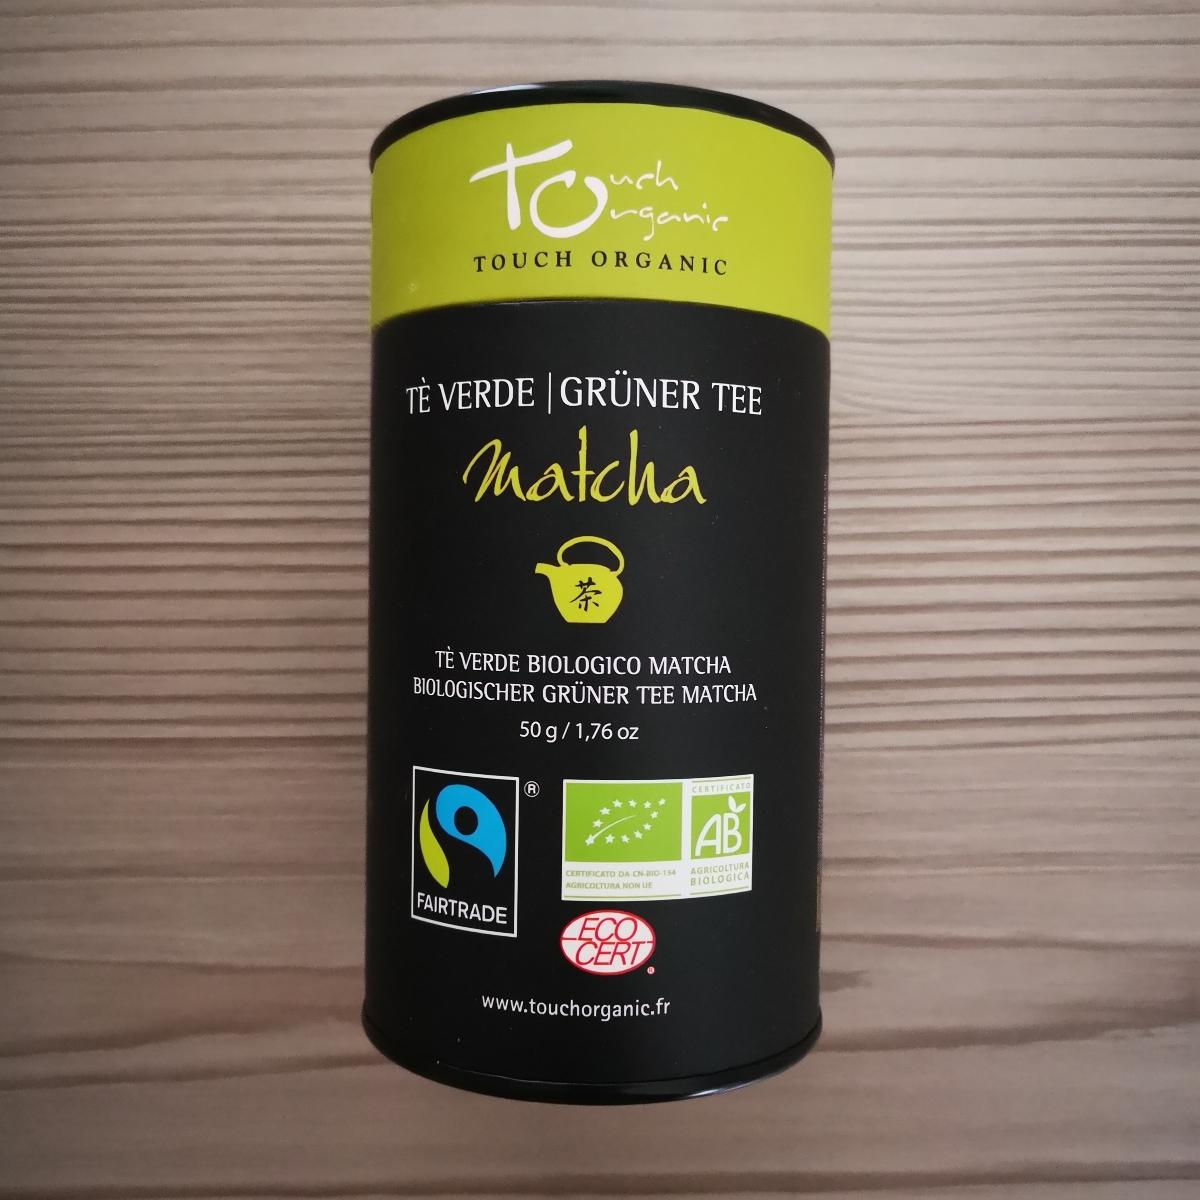 Touch
Organic
TOUCH ORGANIC
TÈ VERDE | GRÜNER TEE
Matcha
茶
TÈ VERDE BIOLOGICO MATCHA
BIOLOGISCHER GRÜNER TEE MATCHA
50 g / 1,76 oz
®
FAIRTRADE
CERTIFICATO DA CN-BIO-154
AGRICOLTURA NON UE
CERTIFICATO
AB
AGRICOLTURA
BIOLOGICA
ECO
CERT
®
www.touchorganic.fr